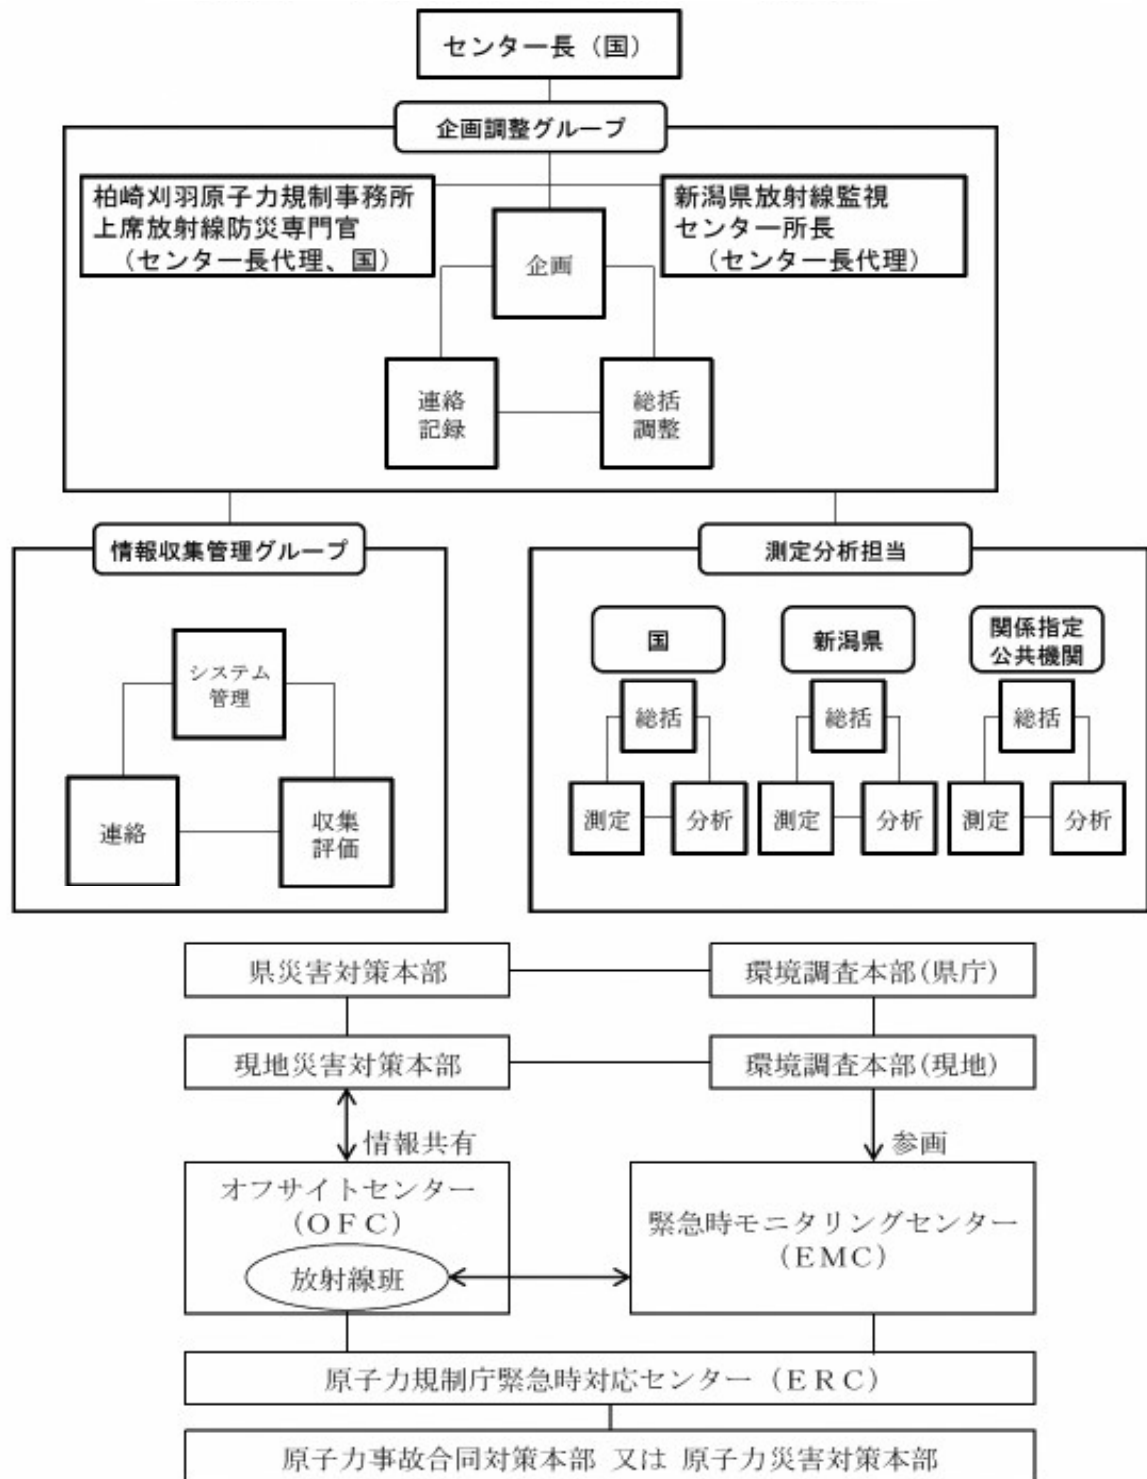 センター長（国）
企画調整グループ
柏崎刈羽原子力規制事務所
上席放射線防災専門官
（センター長代理、国）
新潟県放射線監視
センター所長
（センター長代理）
企画
連絡
記録
総括
調整
情報収集管理グループ
システム
管理
連絡
収集
評価
測定分析担当
国
総括
測定
分析
新潟県
総括
測定
分析
関係指定
公共機関
総括
測定
分析
県災害対策本部
環境調査本部(県庁)
現地災害対策本部
環境調査本部(現地)
情報共有
参画
オフサイトセンター
（ＯＦＣ）
放射線班
緊急時モニタリングセンター
（ＥＭＣ）
原子力規制庁緊急時対応センター（ＥＲＣ）
原子力事故合同対策本部 又は 原子力災害対策本部